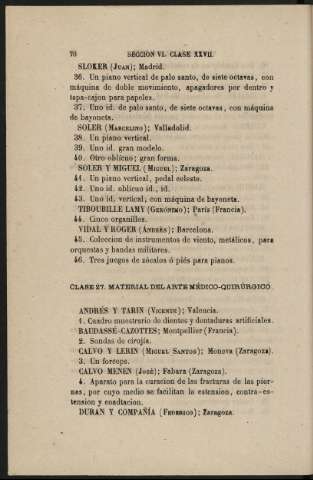 70 SECCION VI. CLASE XXVII.
SLOKER (Juan); Madrid.
36. Un piano vertical de palo santo, de siete octavas, con
máquina de doble movimiento, apagadores por dentro y
tapa-cajon para papeles.
37. Uno id. de palo santo, de siete octavas, con máquina
de bayoneta.
SOLER (Marcelino); Valladolid.
38. Un piano vertical.
39. Uno id. gran modelo.
40. Otro oblícuo; gran forma.
SOLER Y MIGUEL (Miguel); Zaragoza.
41. Un piano vertical, pedal celeste.
42. Uno id. oblícuo id., id.
43. Uno id. vertical, con máquina de bayoneta.
TIBOUBILLE LAMY (Gerónimo); París (Francia).
44. Cinco organilles.
VIDAL Y ROGER (Andrés); Barcelona.
45. Coleccion de instrumentos de viento, metálicos, para
orquestas y bandas militares.
46. Tres juegos de zócalos ó piés para pianos.
CLASE 27. MATERIAL DEL ARTE MÉDICO-QUIRÚRGICO.
ANDRÉS Y TARIN (Vicente); Valencia.
1. Cuadro muestrario de dientes y dentaduras artificiales.
BAUDASSÉ-CAZOTTES; Montpellier (Francia).
2. Sondas de cirujía.
CALVO Y LERIN (Miguel Santos); Moneva (Zaragoza).
3. Un forceps.
CALVO MENEN (José); Fabara (Zaragoza).
4. Aparato para la curacion de las fracturas de las pier-
nas, por cuyo medio se facilitan la estension, contra-es-
tension y coadtacion.
DURAN Y COMPAÑÍA (Federico); Zaragoza.